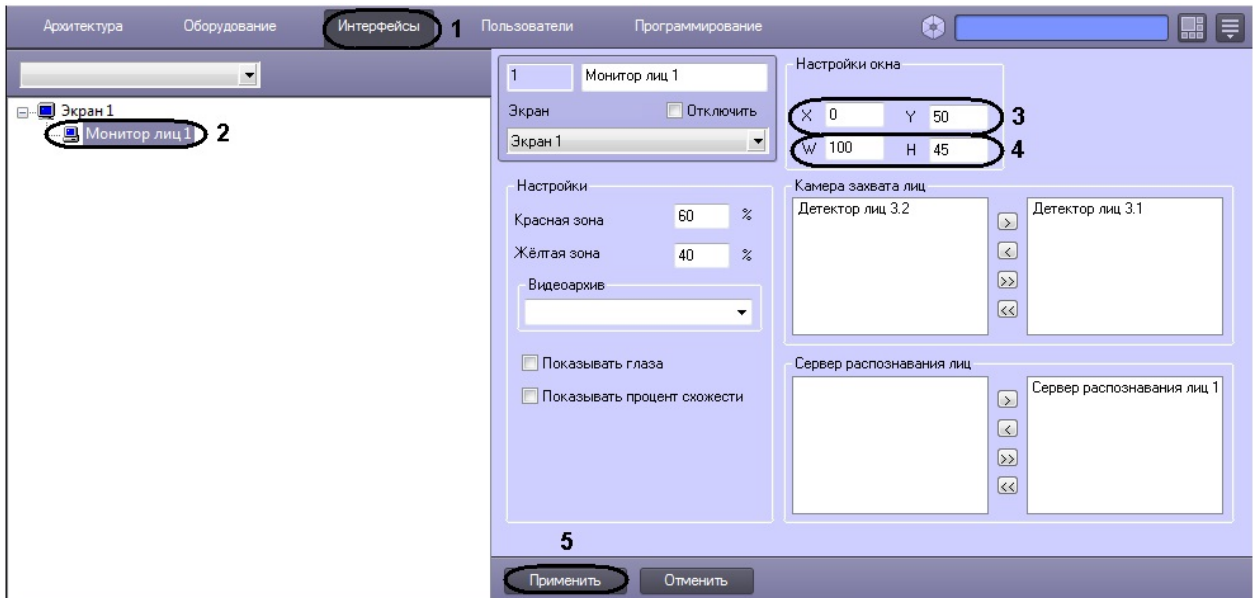 Архитектура Оборудование Интерфейсы 1 Пользователи Программирование
Экран 1
Монитор лиц 1 2
1 Монитор лиц 1
Экран Отключить
Экран 1
Настройки окна
X 0 Y 50 3
W 100 H 45 4
Настройки
Красная зона 60 %
Жёлтая зона 40 %
Видеоархив
Показывать глаза
Показывать процент схожести
Камера захвата лиц
Детектор лиц 3.2 > Детектор лиц 3.1
<
>>
<<
Сервер распознавания лиц
> Сервер распознавания лиц 1
<
>>
<<
5
Применить Отменить